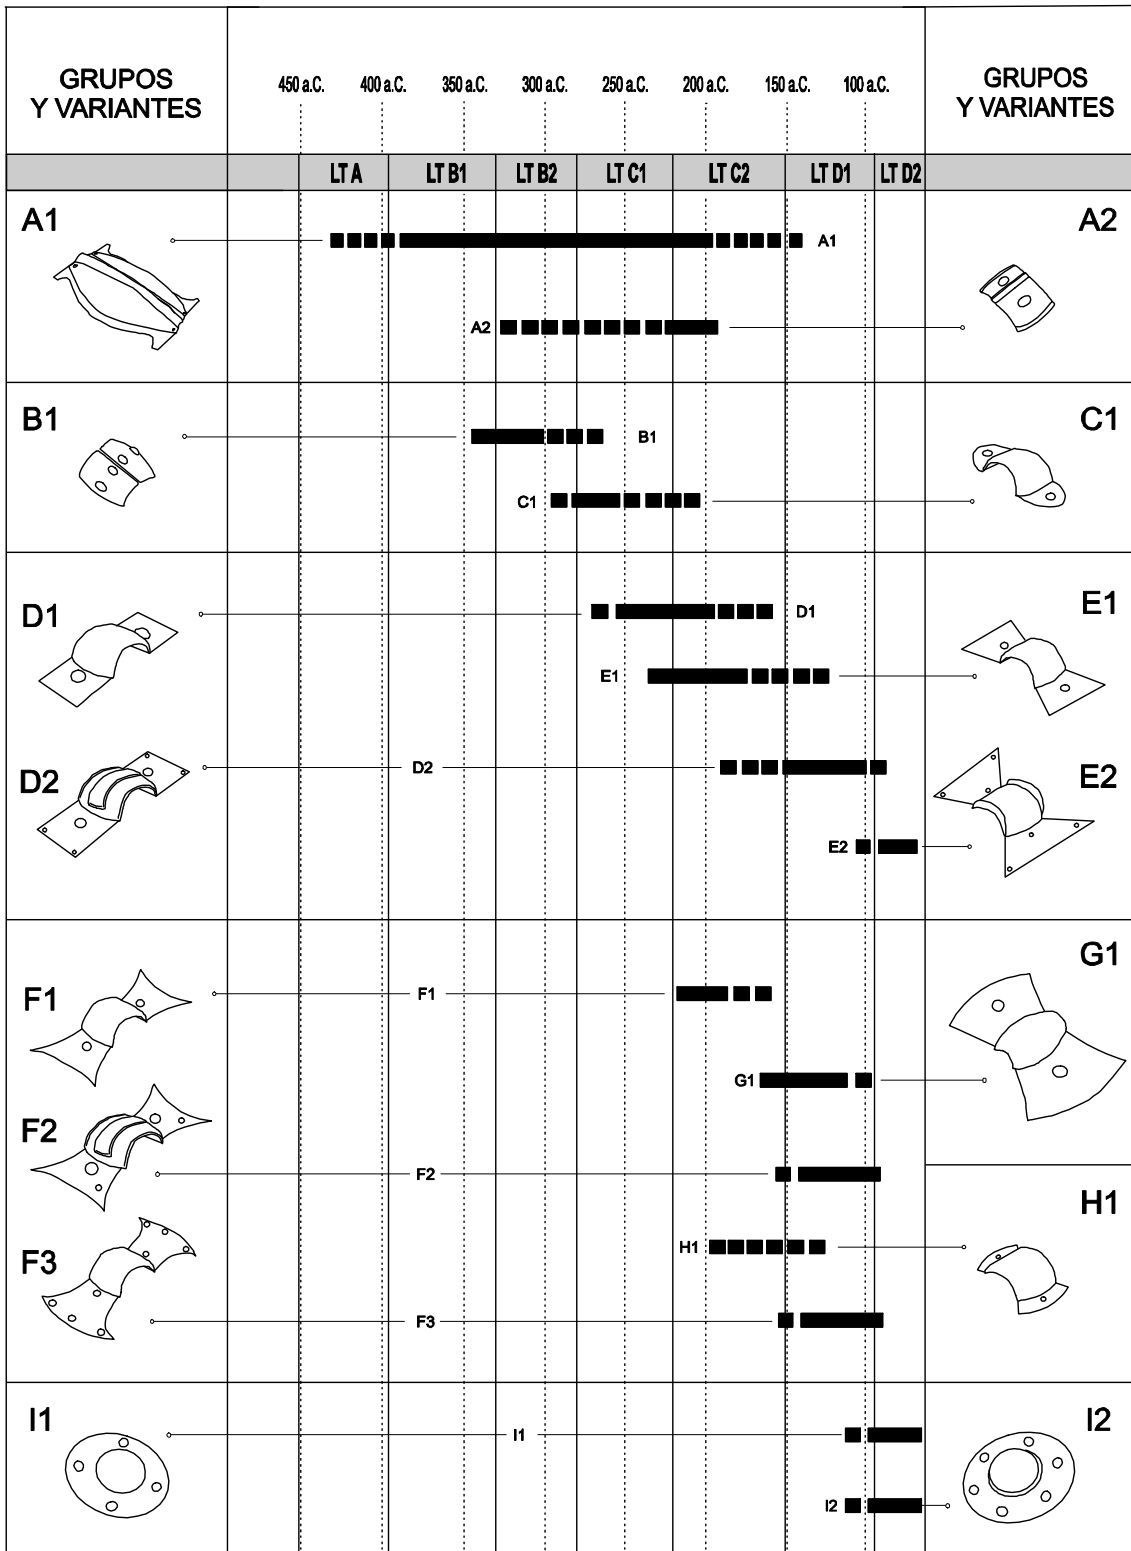 GRUPOS
Y VARIANTES
450 a.C. 400 a.C. 350 a.C. 300 a.C. 250 a.C. 200 a.C. 150 a.C. 100 a.C.
GRUPOS
Y VARIANTES
LT A LT B1 LT B2 LT C1 LT C2 LT D1 LT D2
A1
A1
A2
A2
B1
B1
C1
C1
D1
D1
E1
E1
D2
D2
E2
E2
F1
F1
G1
G1
F2
F2
H1
H1
F3
F3
I1
I1
I2
I2